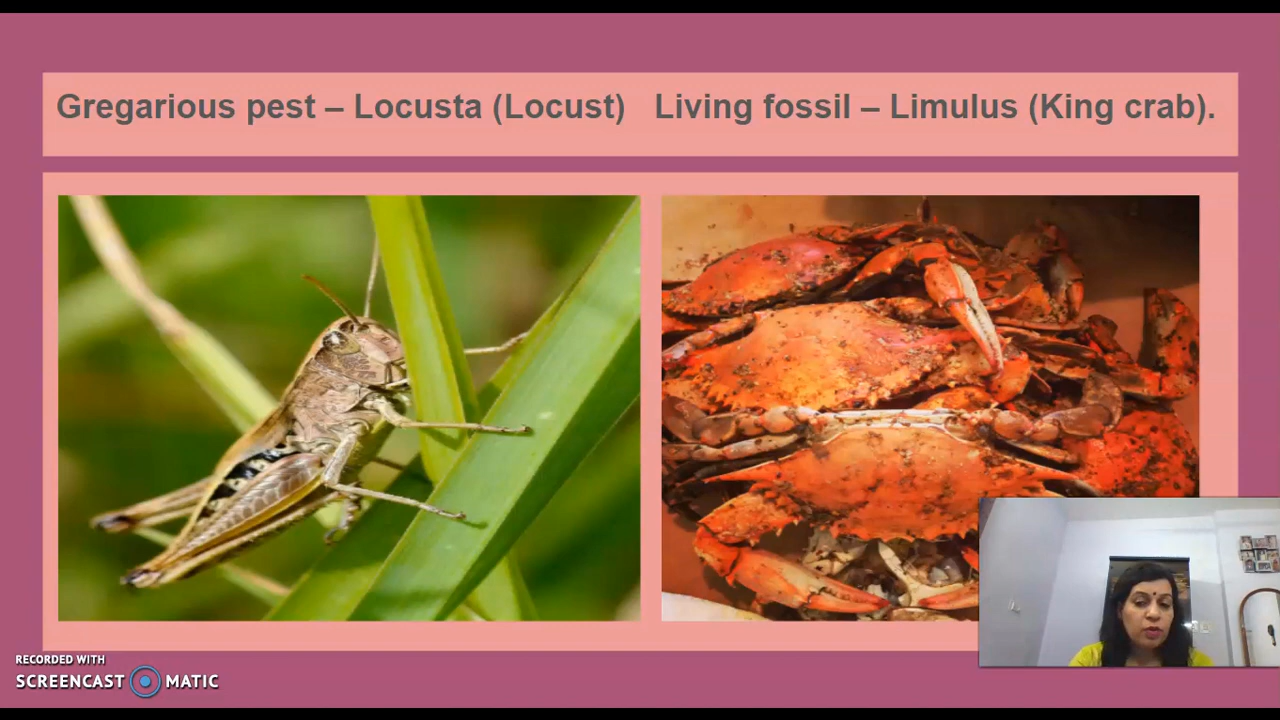 Gregarious pest – Locusta (Locust)   Living fossil – Limulus (King crab).
RECORDED WITH
SCREENCAST MATIC